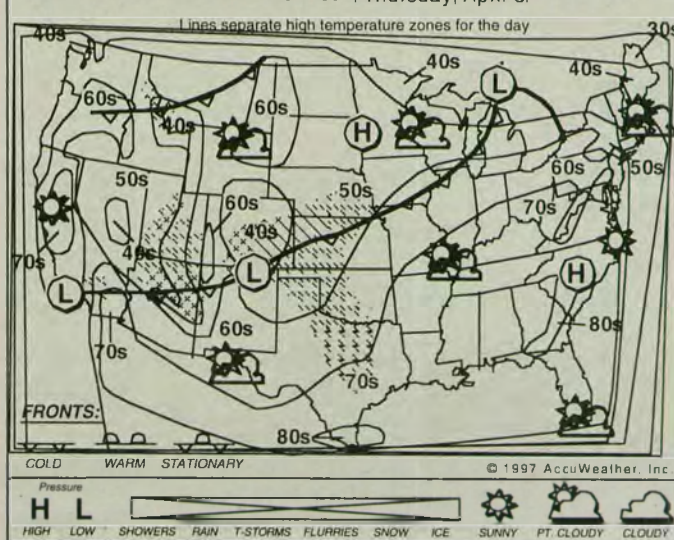 Thursday, April 3.
Lines separate high temperature zones for the day
40s
30s
40s
40s
L
60s
60s
40s
H
50s
60s
50s
50s
60s
70s
40s
40s
70s
L
L
H
60s
80s
70s
70s
80s
FRONTS:
COLD WARM STATIONARY
© 1997 AccuWeather, Inc.
Pressure
H L
HIGH LOW SHOWERS RAIN T-STORMS FLURRIES SNOW ICE SUNNY PT. CLOUDY CLOUDY